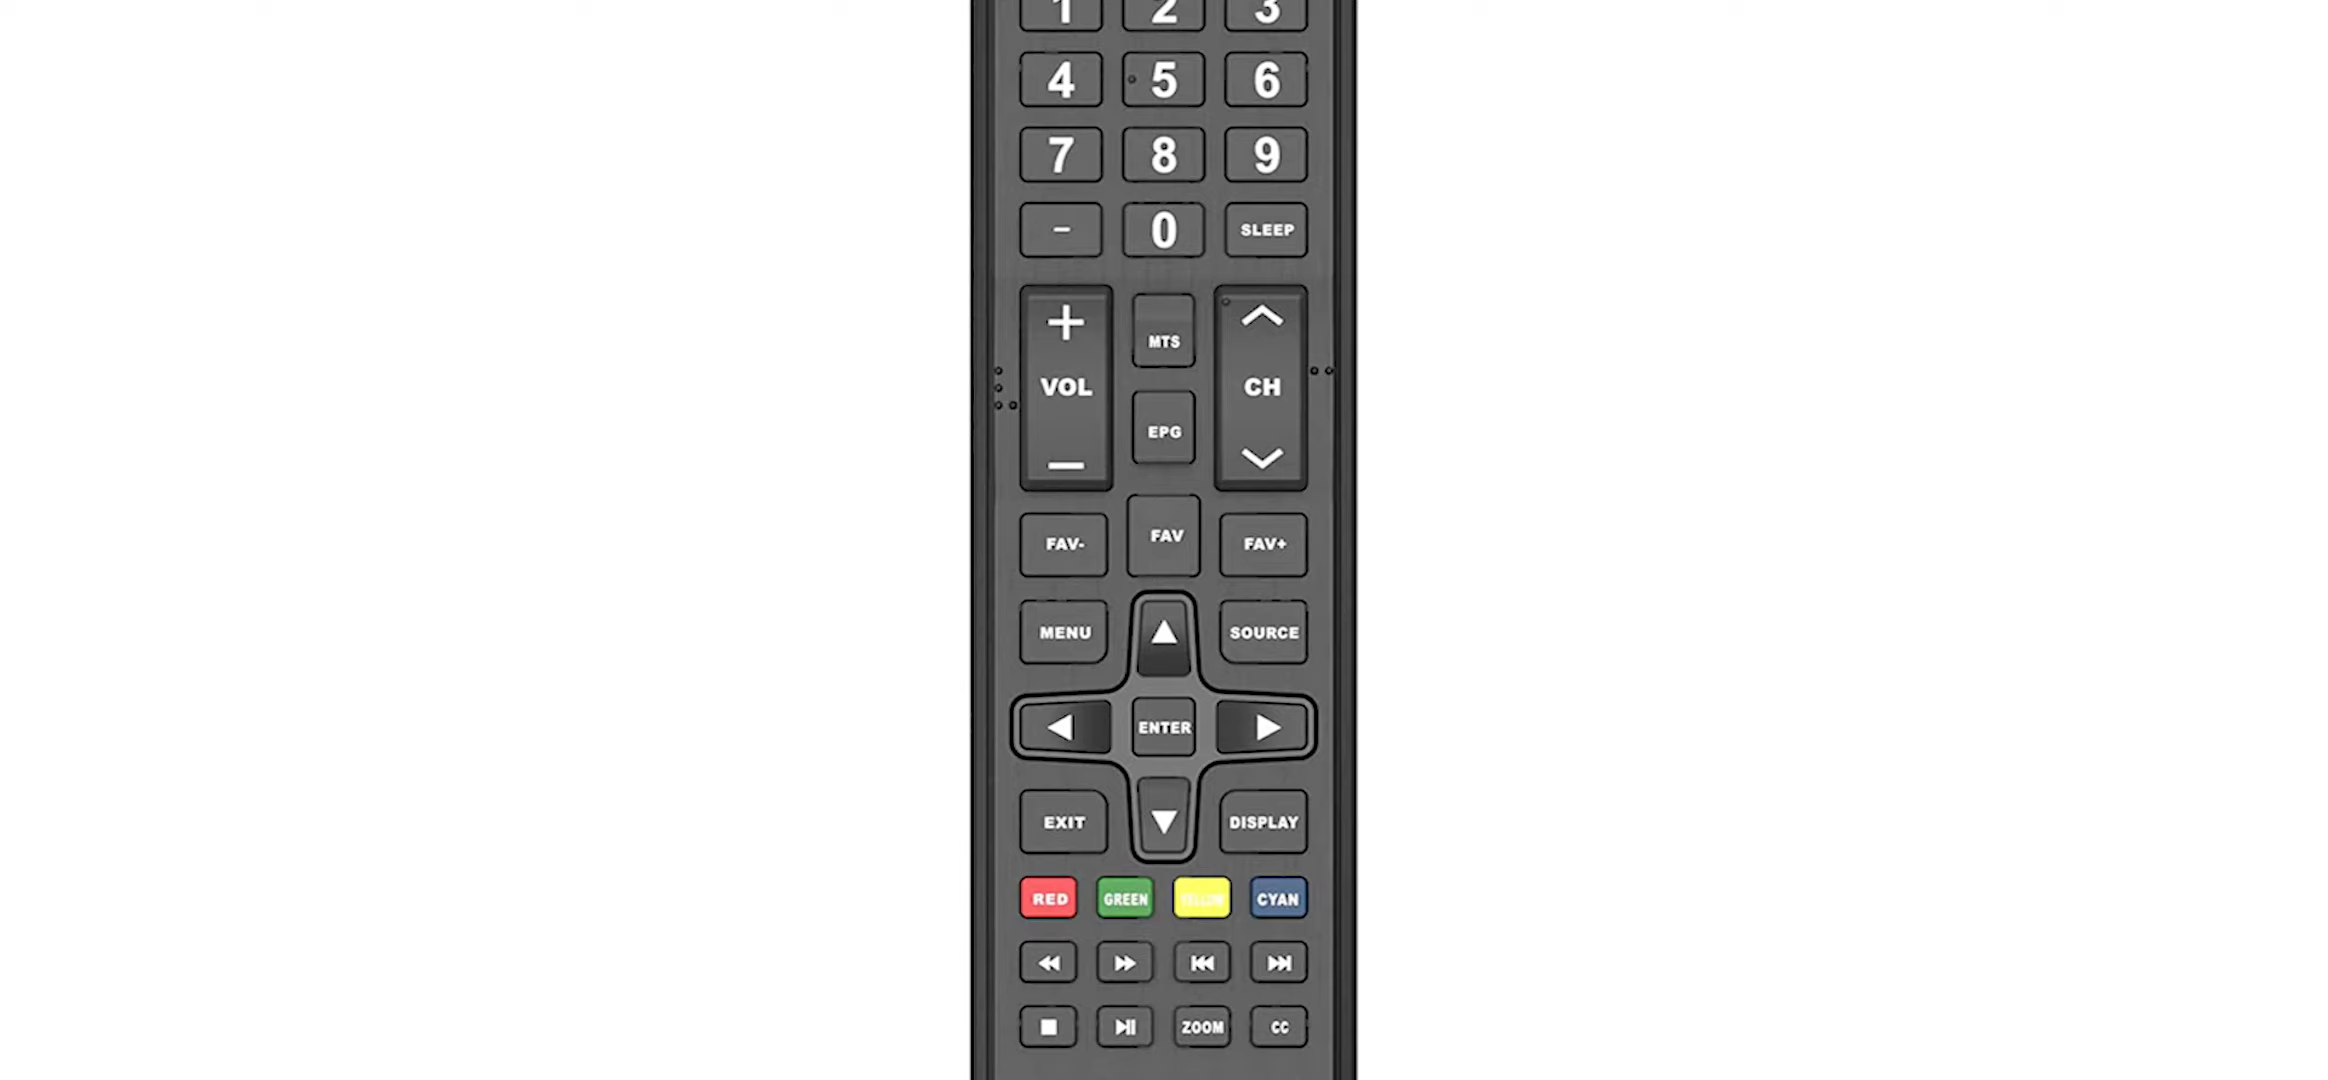 1 2 3
4 5 6
7 8 9
- 0 SLEEP
+ MTS
VOL CH
EPG
−
FAV- FAV FAV+
MENU SOURCE
ENTER
EXIT DISPLAY
RED GREEN YELLOW CYAN
ZOOM CC